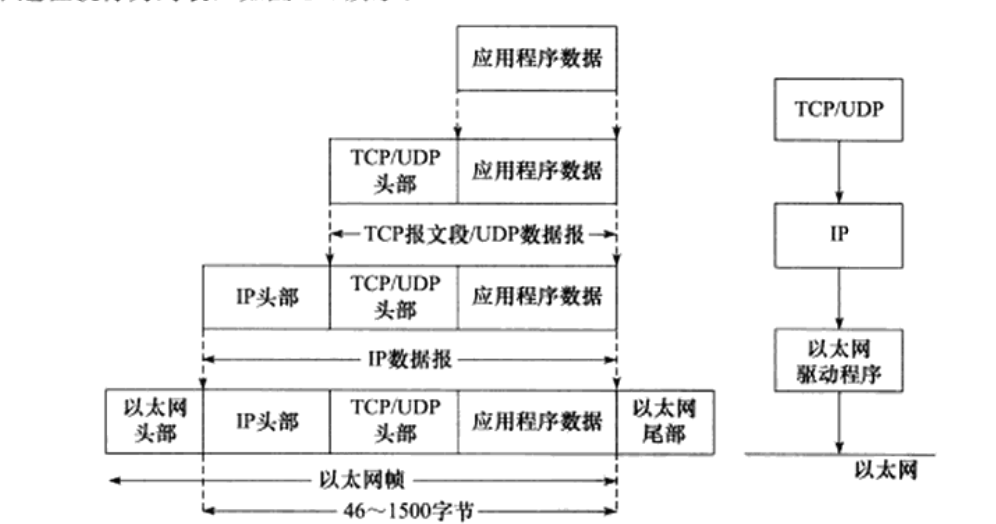 应用程序数据
TCP/UDP
头部
应用程序数据
TCP报文段/UDP数据报
IP头部
TCP/UDP
头部
应用程序数据
IP数据报
以太网
头部
IP头部
TCP/UDP
头部
应用程序数据
以太网
尾部
以太网帧
46～1500字节
TCP/UDP
IP
以太网
驱动程序
以太网